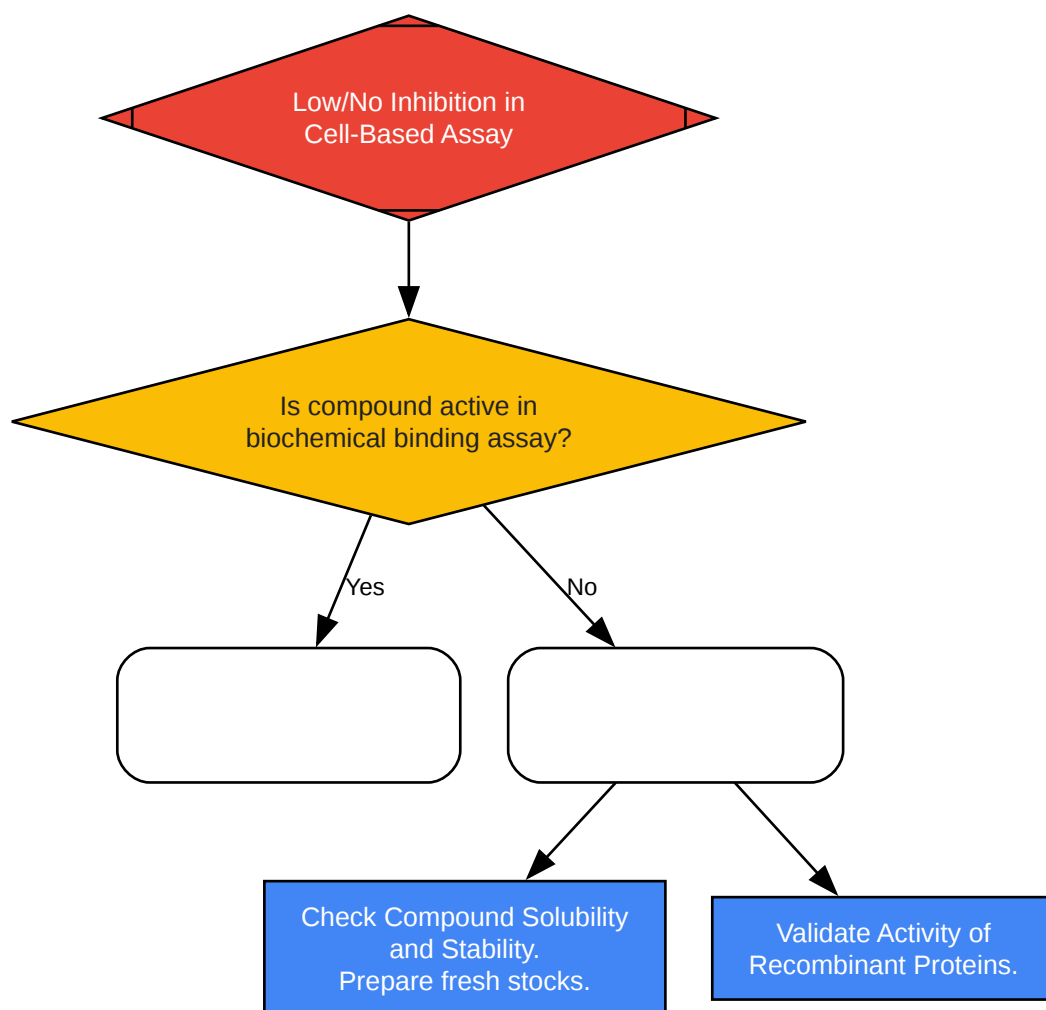 Low/No Inhibition in
Cell-Based Assay
Is compound active in
biochemical binding assay?
Yes
No
Check Compound Solubility
and Stability.
Prepare fresh stocks.
Validate Activity of
Recombinant Proteins.